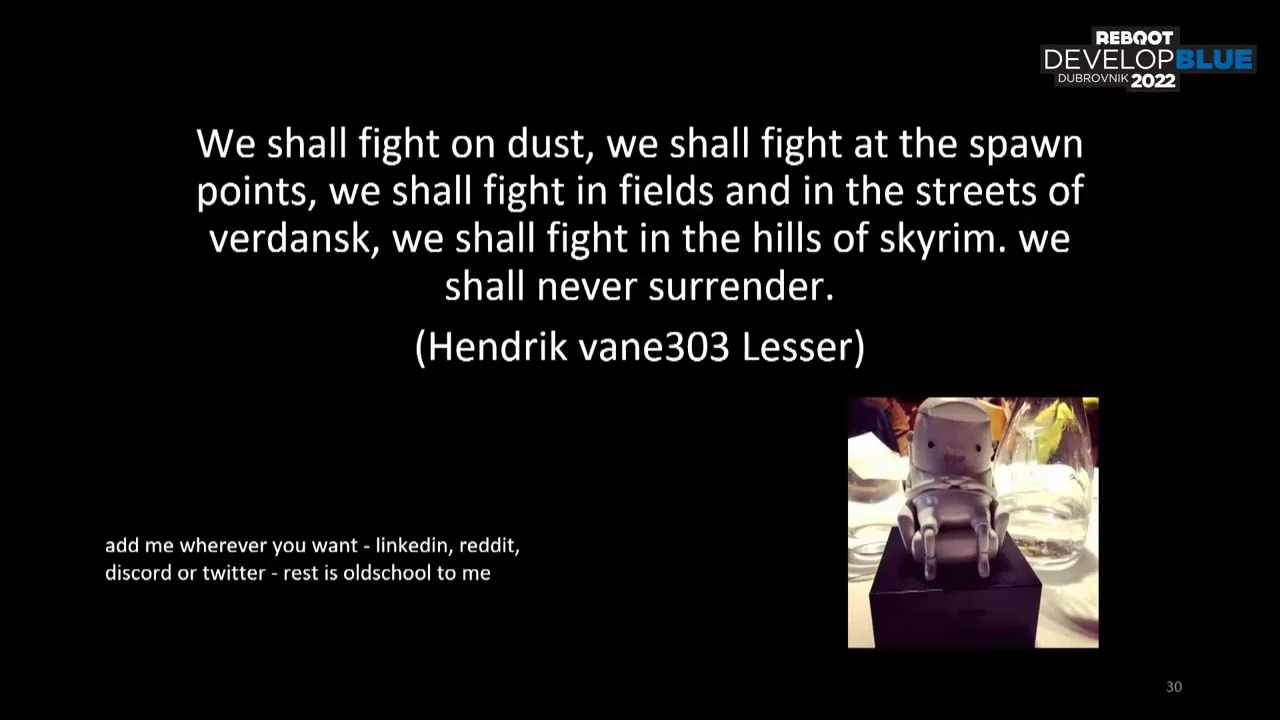 REBOOT
DEVELOPBLUE
DUBROVNIK 2022
We shall fight on dust, we shall fight at the spawn
points, we shall fight in fields and in the streets of
verdansk, we shall fight in the hills of skyrim. we
shall never surrender.
(Hendrik vane303 Lesser)
add me wherever you want - linkedin, reddit,
discord or twitter - rest is oldschool to me
30